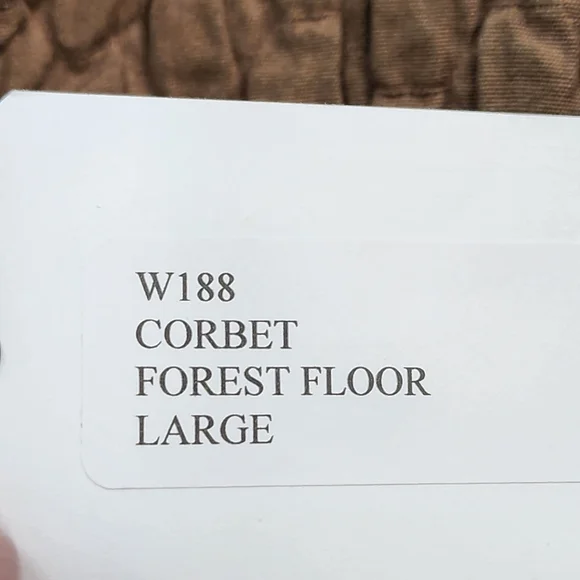 W188
CORBET
FOREST FLOOR
LARGE